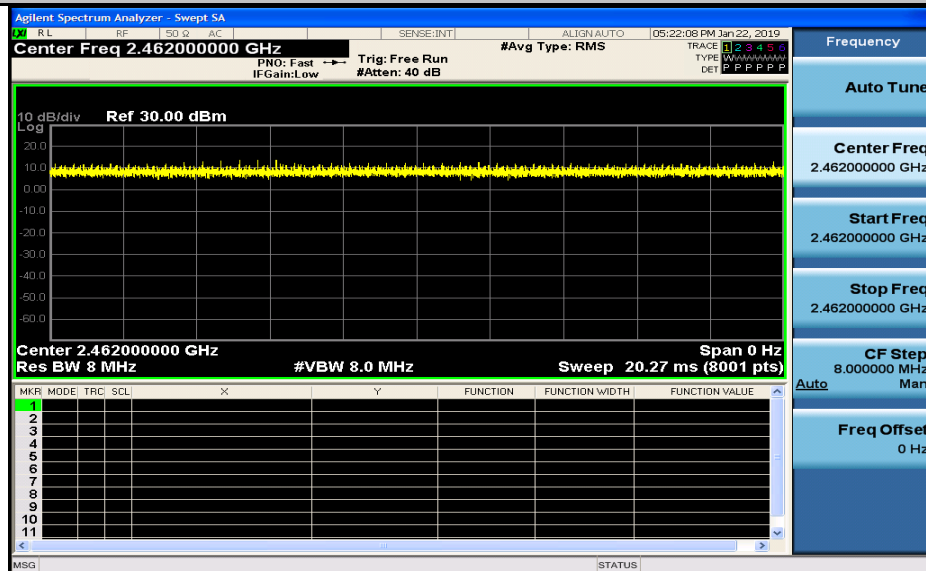 Agilent Spectrum Analyzer - Swept SA
LXI RL RF 50 Ω AC SENSE:INT ALIGN AUTO 05:22:08 PM Jan 22, 2019
Center Freq 2.462000000 GHz
PNO: Fast
IFGain:Low
Trig: Free Run
#Atten: 40 dB
#Avg Type: RMS
TRACE 1 2 3 4 5 6
TYPE
DET P P P P P P
10 dB/div Ref 30.00 dBm
Log
20.0
10.0
0.00
-10.0
-20.0
-30.0
-40.0
-50.0
-60.0
Center 2.462000000 GHz Span 0 Hz
Res BW 8 MHz #VBW 8.0 MHz Sweep 20.27 ms (8001 pts)
MKR MODE TRC SCL X Y FUNCTION FUNCTION WIDTH FUNCTION VALUE
1
2
3
4
5
6
7
8
9
10
11
MSG STATUS
Frequency
Auto Tune
Center Freq
2.462000000 GHz
Start Freq
2.462000000 GHz
Stop Freq
2.462000000 GHz
CF Step
8.000000 MHz
Auto Man
Freq Offset
0 Hz